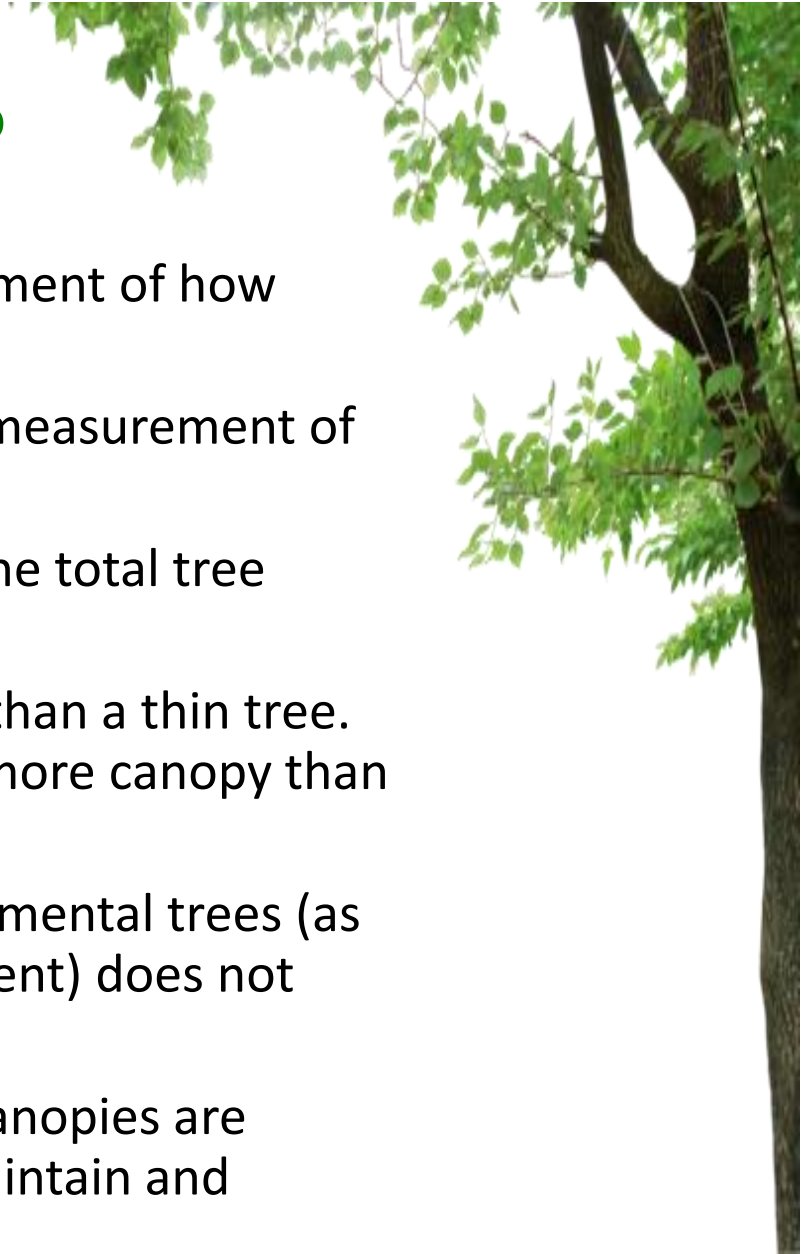 ment of how
measurement of
he total tree
than a thin tree.
more canopy than
mental trees (as
ent) does not
anopies are
intain and